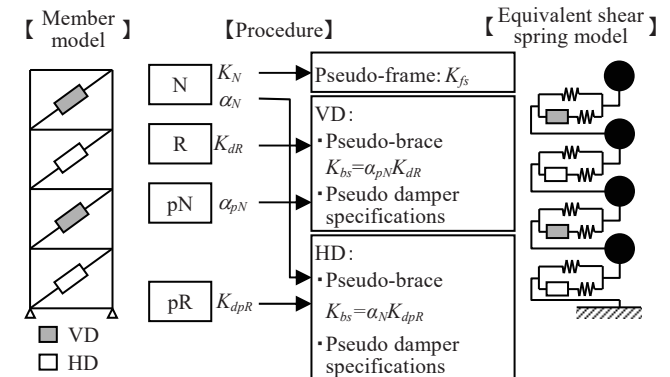 【 Member model 】
【Procedure】
【 Equivalent shear spring model 】
N
K_N
α_N
R
K_dR
pN
α_pN
pR
K_dpR
Pseudo-frame: K_fs
VD:
・Pseudo-brace
K_bs=α_pN K_dR
・Pseudo damper
specifications
HD:
・Pseudo-brace
K_bs=α_N K_dpR
・Pseudo damper
specifications
VD
HD